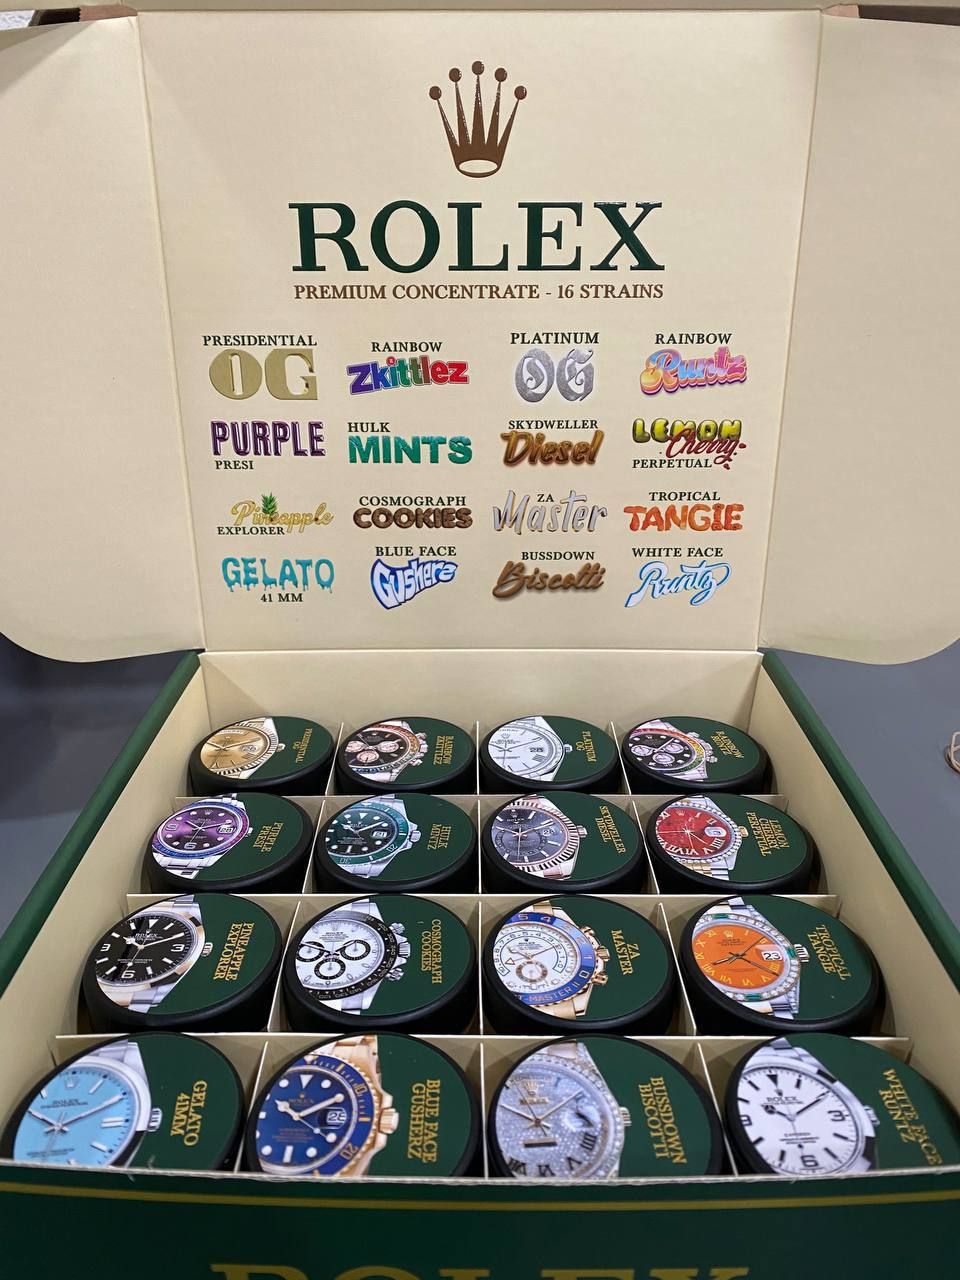 ROLEX
PREMIUM CONCENTRATE - 16 STRAINS
PRESIDENTIAL
OG
RAINBOW
Zkittlez
PLATINUM
OG
RAINBOW
Runtz
PURPLE
PRESI
HULK
MINTS
SKYDWELLER
Diesel
LEMON
Cherry
PERPETUAL
Pineapple
EXPLORER
COSMOGRAPH
COOKIES
ZA
Master
TROPICAL
TANGIE
GELATO
41 MM
BLUE FACE
Gusherz
BUSSDOWN
Biscotti
WHITE FACE
Runtz
PRESIDENTIAL
OG
RAINBOW
PLATINUM
OG
RAINBOW
RUNTZ
PURPLE
PRESI
HULK
MINTZ
SKYDWELLER
DIESEL
LEMON
CHERRY
PERPETUAL
PINEAPPLE
EXPLORER
COSMOGRAPH
COOKIES
ZA
MASTER
TROPICAL
TANGIE
GELATO
41MM
BLUE FACE
GUSHERZ
BUSSDOWN
BISCOTTI
WHITE FACE
RUNTZ